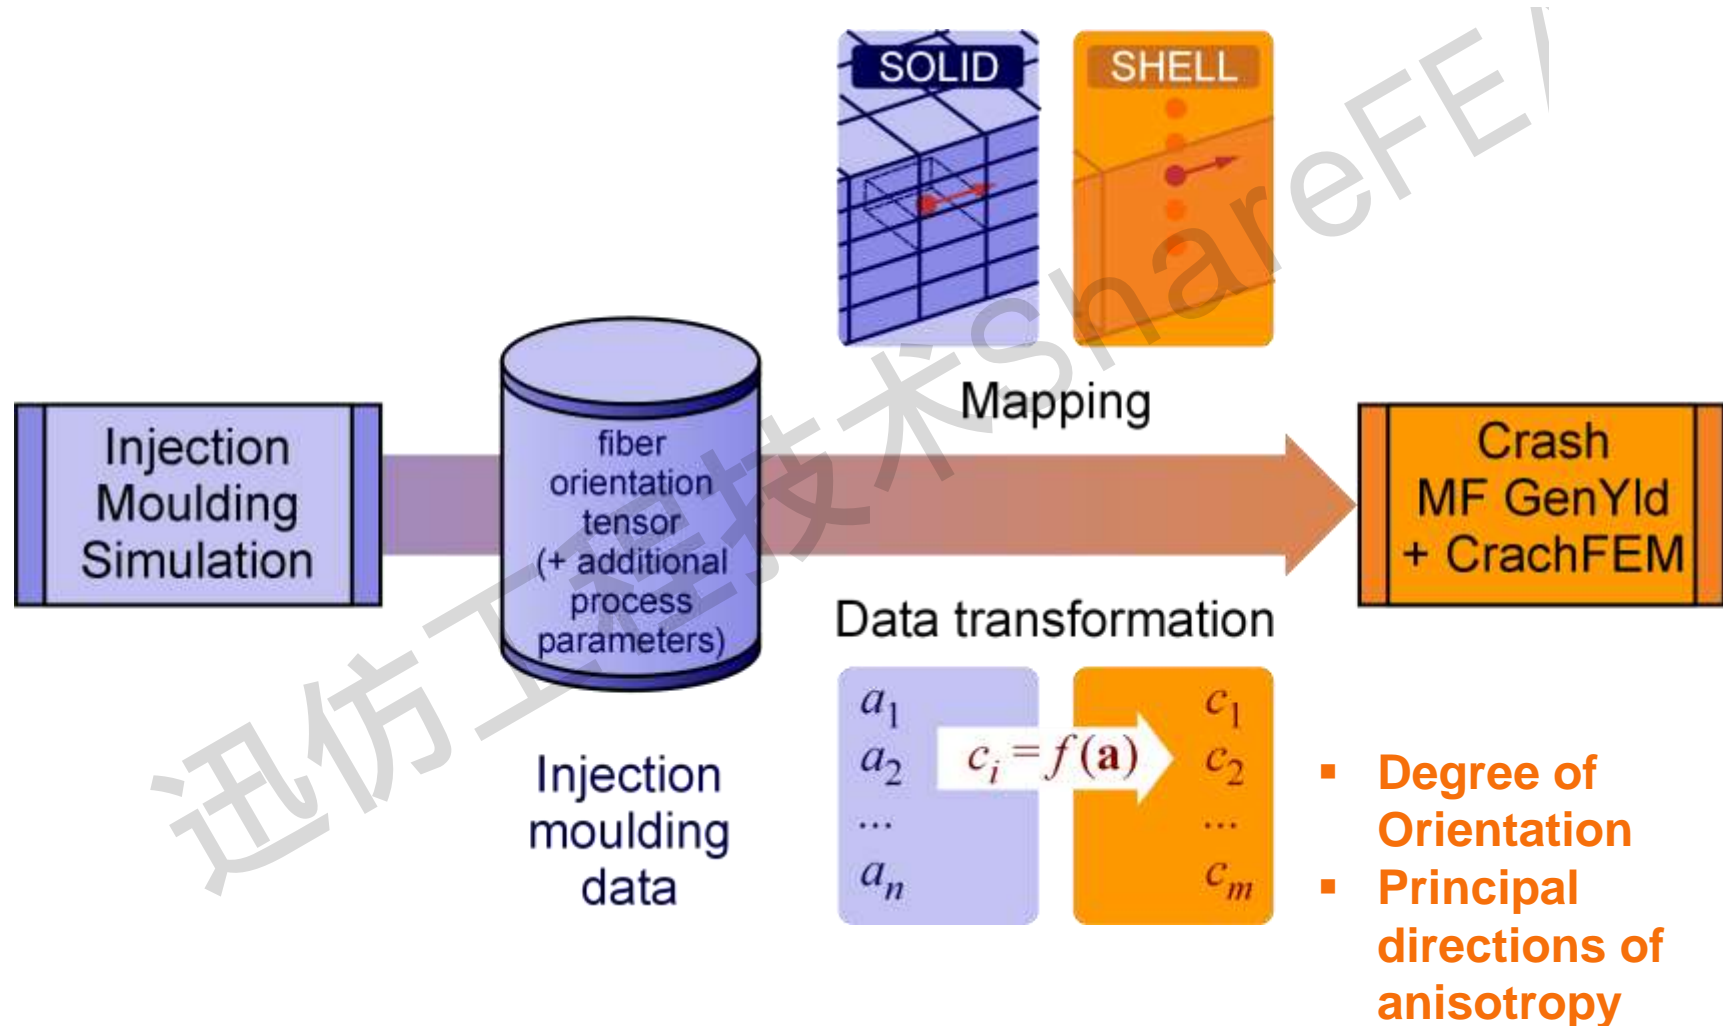 SOLID
SHELL
Mapping
Injection
Moulding
Simulation
fiber
orientation
tensor
(+ additional
process
parameters)
Crash
MF GenYld
+ CrachFEM
Data transformation
a1
a2
...
an
ci = f(a)
c1
c2
...
cm
Injection
moulding
data
▪ Degree of
Orientation
▪ Principal
directions of
anisotropy
迅仿工程技术ShareFEA